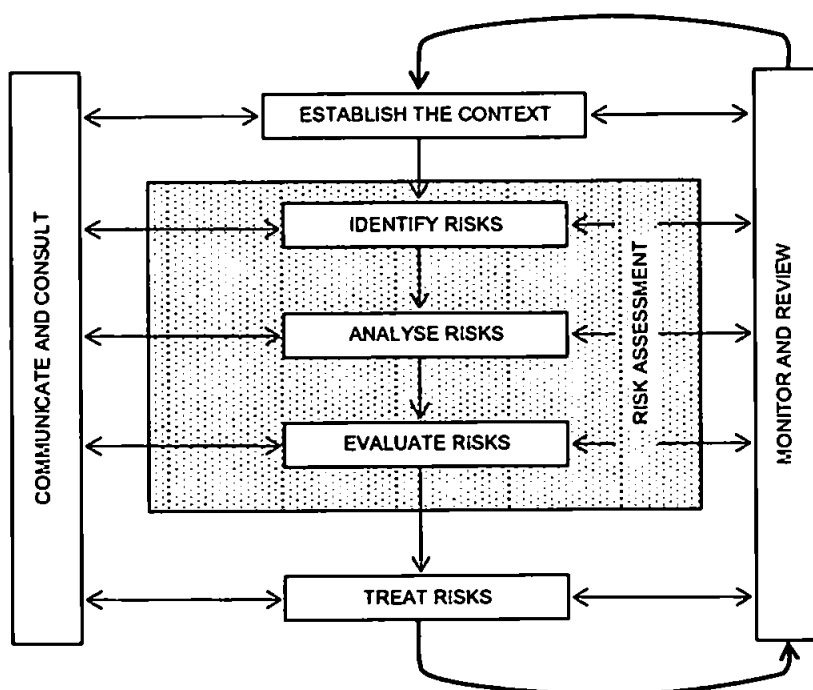 ESTABLISH THE CONTEXT
COMMUNICATE AND CONSULT
IDENTIFY RISKS
ANALYSE RISKS
EVALUATE RISKS
RISK ASSESSMENT
MONITOR AND REVIEW
TREAT RISKS